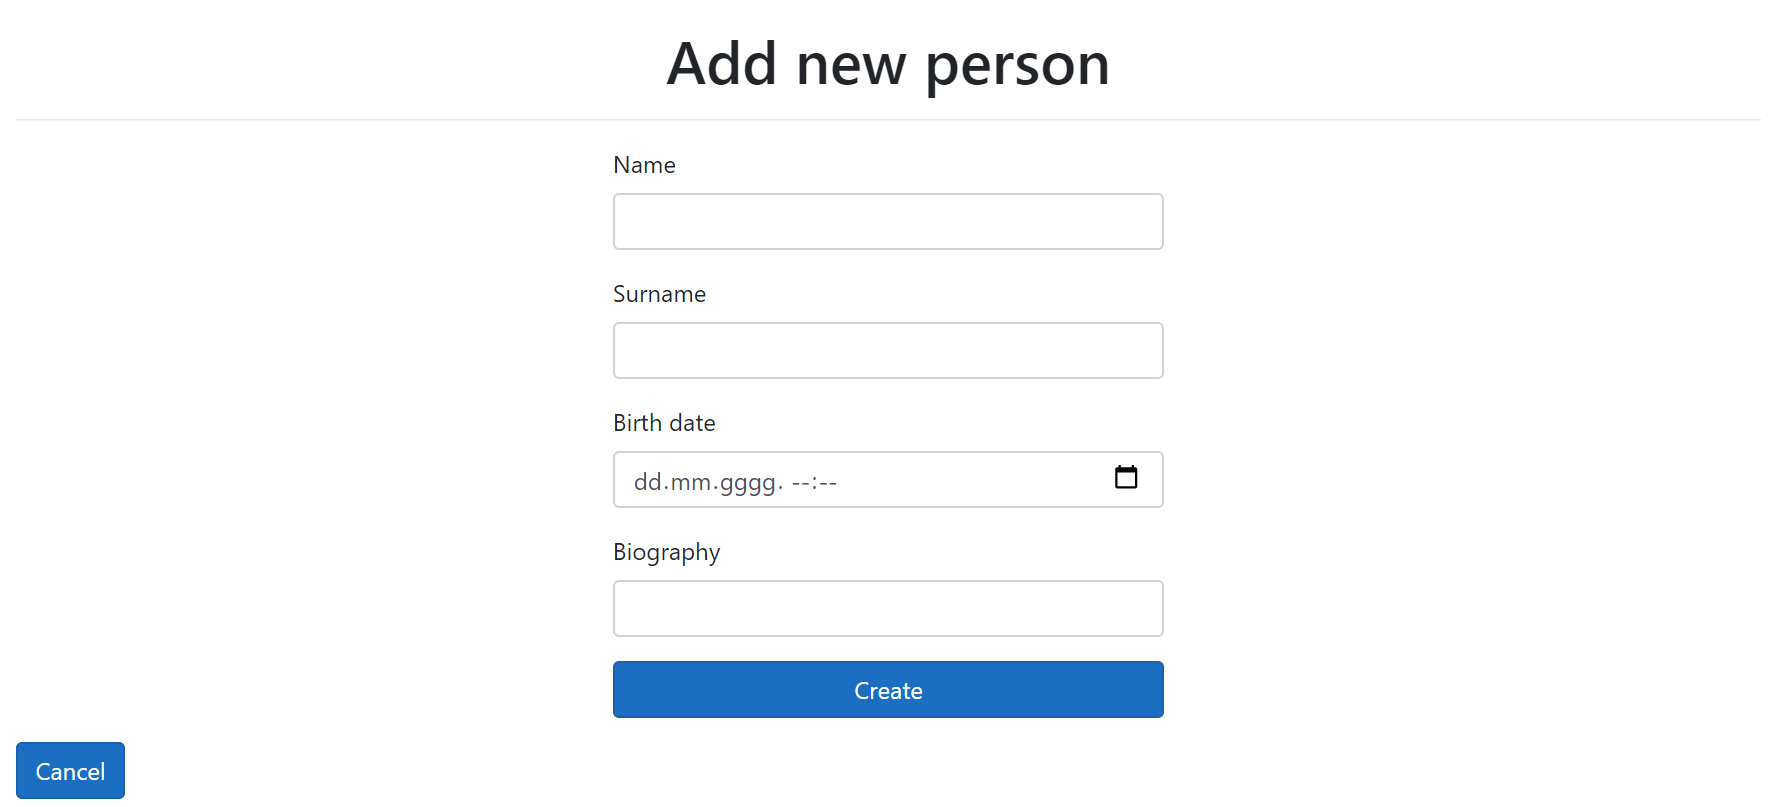 Add new person
Name
Surname
Birth date
dd.mm.gggg. --:--
Biography
Create
Cancel